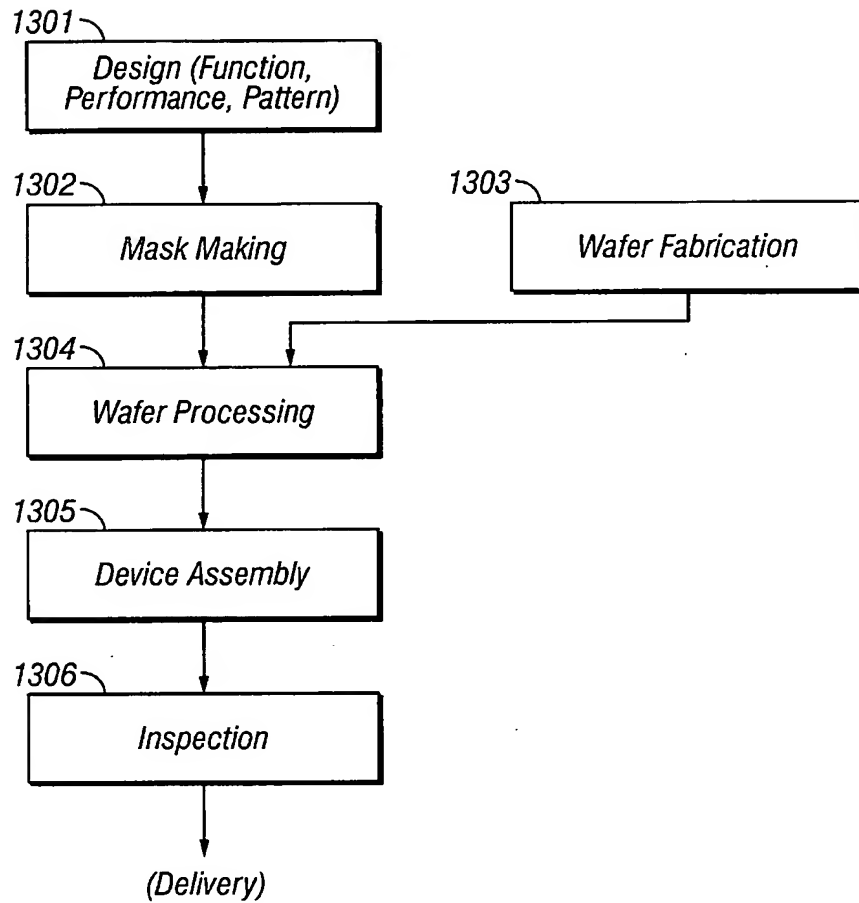 1301
Design (Function,
Performance, Pattern)
1302
Mask Making
1303
Wafer Fabrication
1304
Wafer Processing
1305
Device Assembly
1306
Inspection
(Delivery)